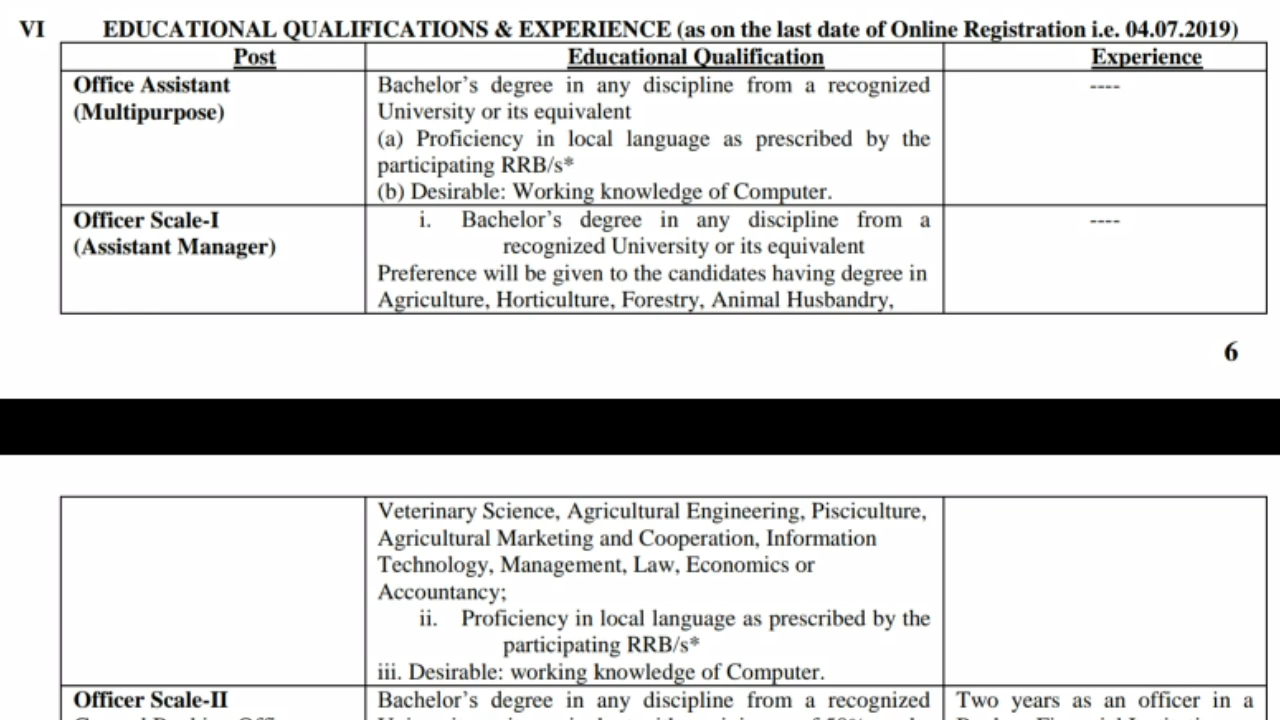 VI EDUCATIONAL QUALIFICATIONS & EXPERIENCE (as on the last date of Online Registration i.e. 04.07.2019)
Post Educational Qualification Experience
Office Assistant
(Multipurpose)
Bachelor's degree in any discipline from a recognized
University or its equivalent
(a) Proficiency in local language as prescribed by the
participating RRB/s*
(b) Desirable: Working knowledge of Computer.
----
Officer Scale-I
(Assistant Manager)
i. Bachelor's degree in any discipline from a
recognized University or its equivalent
Preference will be given to the candidates having degree in
Agriculture, Horticulture, Forestry, Animal Husbandry,
----
6
Veterinary Science, Agricultural Engineering, Pisciculture,
Agricultural Marketing and Cooperation, Information
Technology, Management, Law, Economics or
Accountancy;
ii. Proficiency in local language as prescribed by the
participating RRB/s*
iii. Desirable: working knowledge of Computer.
Officer Scale-II
Bachelor's degree in any discipline from a recognized
Two years as an officer in a